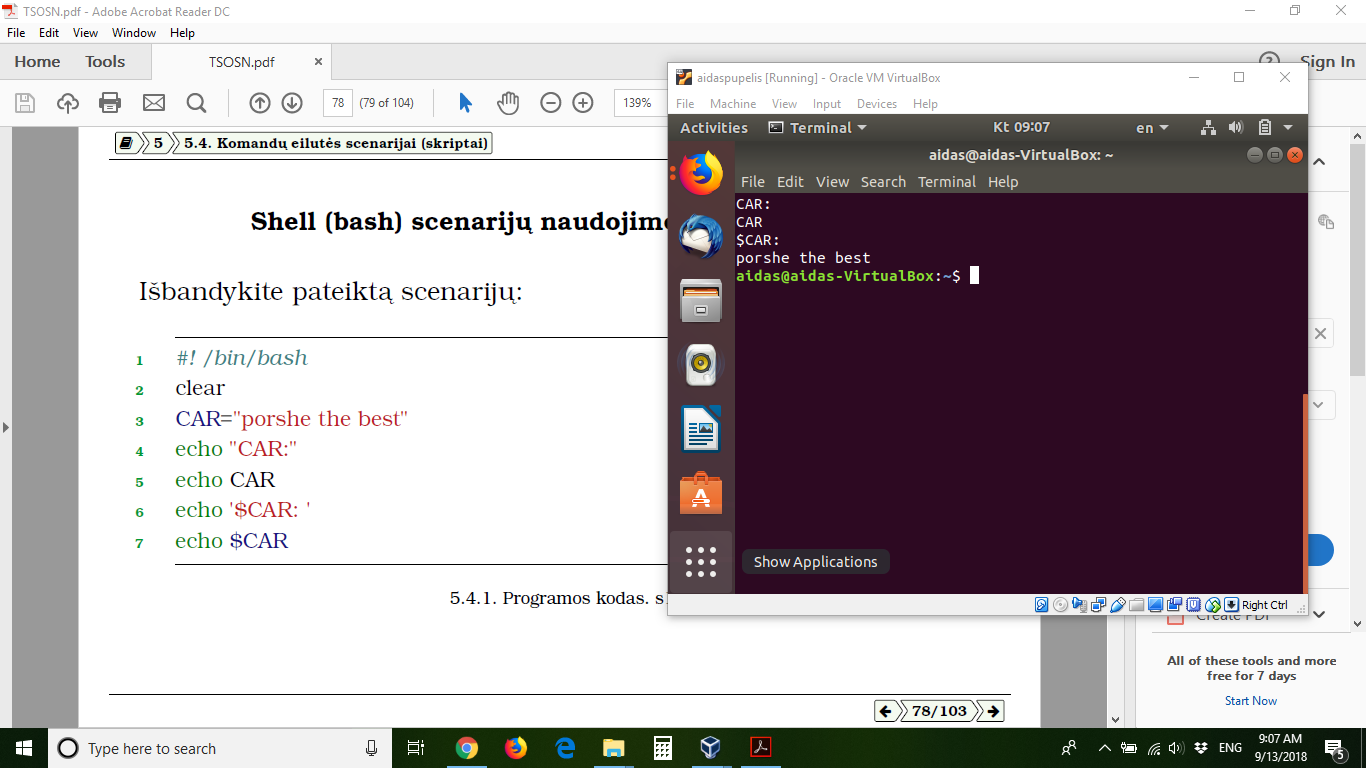 TSOSN.pdf - Adobe Acrobat Reader DC
File Edit View Window Help
Home Tools TSOSN.pdf × ? Sign In
78 (79 of 104) 139%
5 5.4. Komandų eilutės scenarijai (skriptai)
Shell (bash) scenarijų naudojimo
Išbandykite pateiktą scenarijų:
1 #! /bin/bash
2 clear
3 CAR="porshe the best"
4 echo "CAR:"
5 echo CAR
6 echo '$CAR: '
7 echo $CAR
5.4.1. Programos kodas. s
78/103
aidaspupelis [Running] - Oracle VM VirtualBox
File Machine View Input Devices Help
Activities Terminal Kt 09:07 en
aidas@aidas-VirtualBox: ~
File Edit View Search Terminal Help
CAR:
CAR
$CAR:
porshe the best
aidas@aidas-VirtualBox:~$
Show Applications
Right Ctrl
Create PDF
All of these tools and more
free for 7 days
Start Now
Type here to search
ENG
9:07 AM
9/13/2018
5